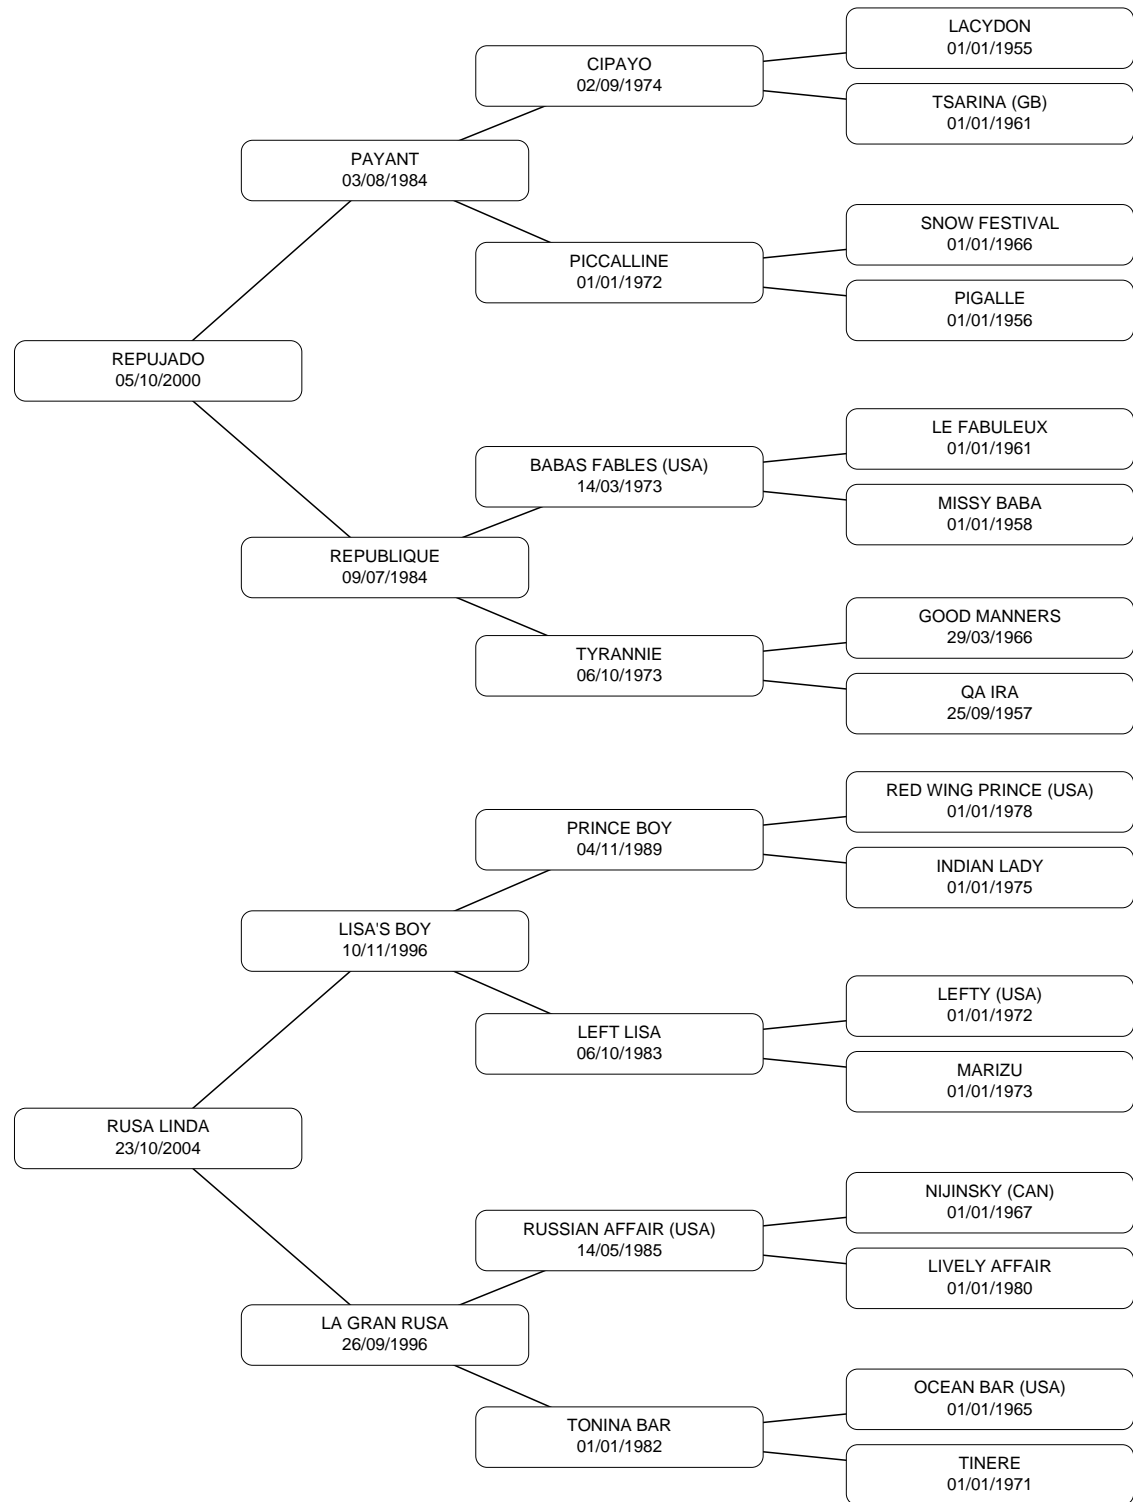 LACYDON
01/01/1955
CIPAYO
02/09/1974
TSARINA (GB)
01/01/1961
PAYANT
03/08/1984
SNOW FESTIVAL
01/01/1966
PICCALLINE
01/01/1972
PIGALLE
01/01/1956
REPUJADO
05/10/2000
LE FABULEUX
01/01/1961
BABAS FABLES (USA)
14/03/1973
MISSY BABA
01/01/1958
REPUBLIQUE
09/07/1984
GOOD MANNERS
29/03/1966
TYRANNIE
06/10/1973
QA IRA
25/09/1957
RED WING PRINCE (USA)
01/01/1978
PRINCE BOY
04/11/1989
INDIAN LADY
01/01/1975
LISA'S BOY
10/11/1996
LEFTY (USA)
01/01/1972
LEFT LISA
06/10/1983
MARIZU
01/01/1973
RUSA LINDA
23/10/2004
NIJINSKY (CAN)
01/01/1967
RUSSIAN AFFAIR (USA)
14/05/1985
LIVELY AFFAIR
01/01/1980
LA GRAN RUSA
26/09/1996
OCEAN BAR (USA)
01/01/1965
TONINA BAR
01/01/1982
TINERE
01/01/1971